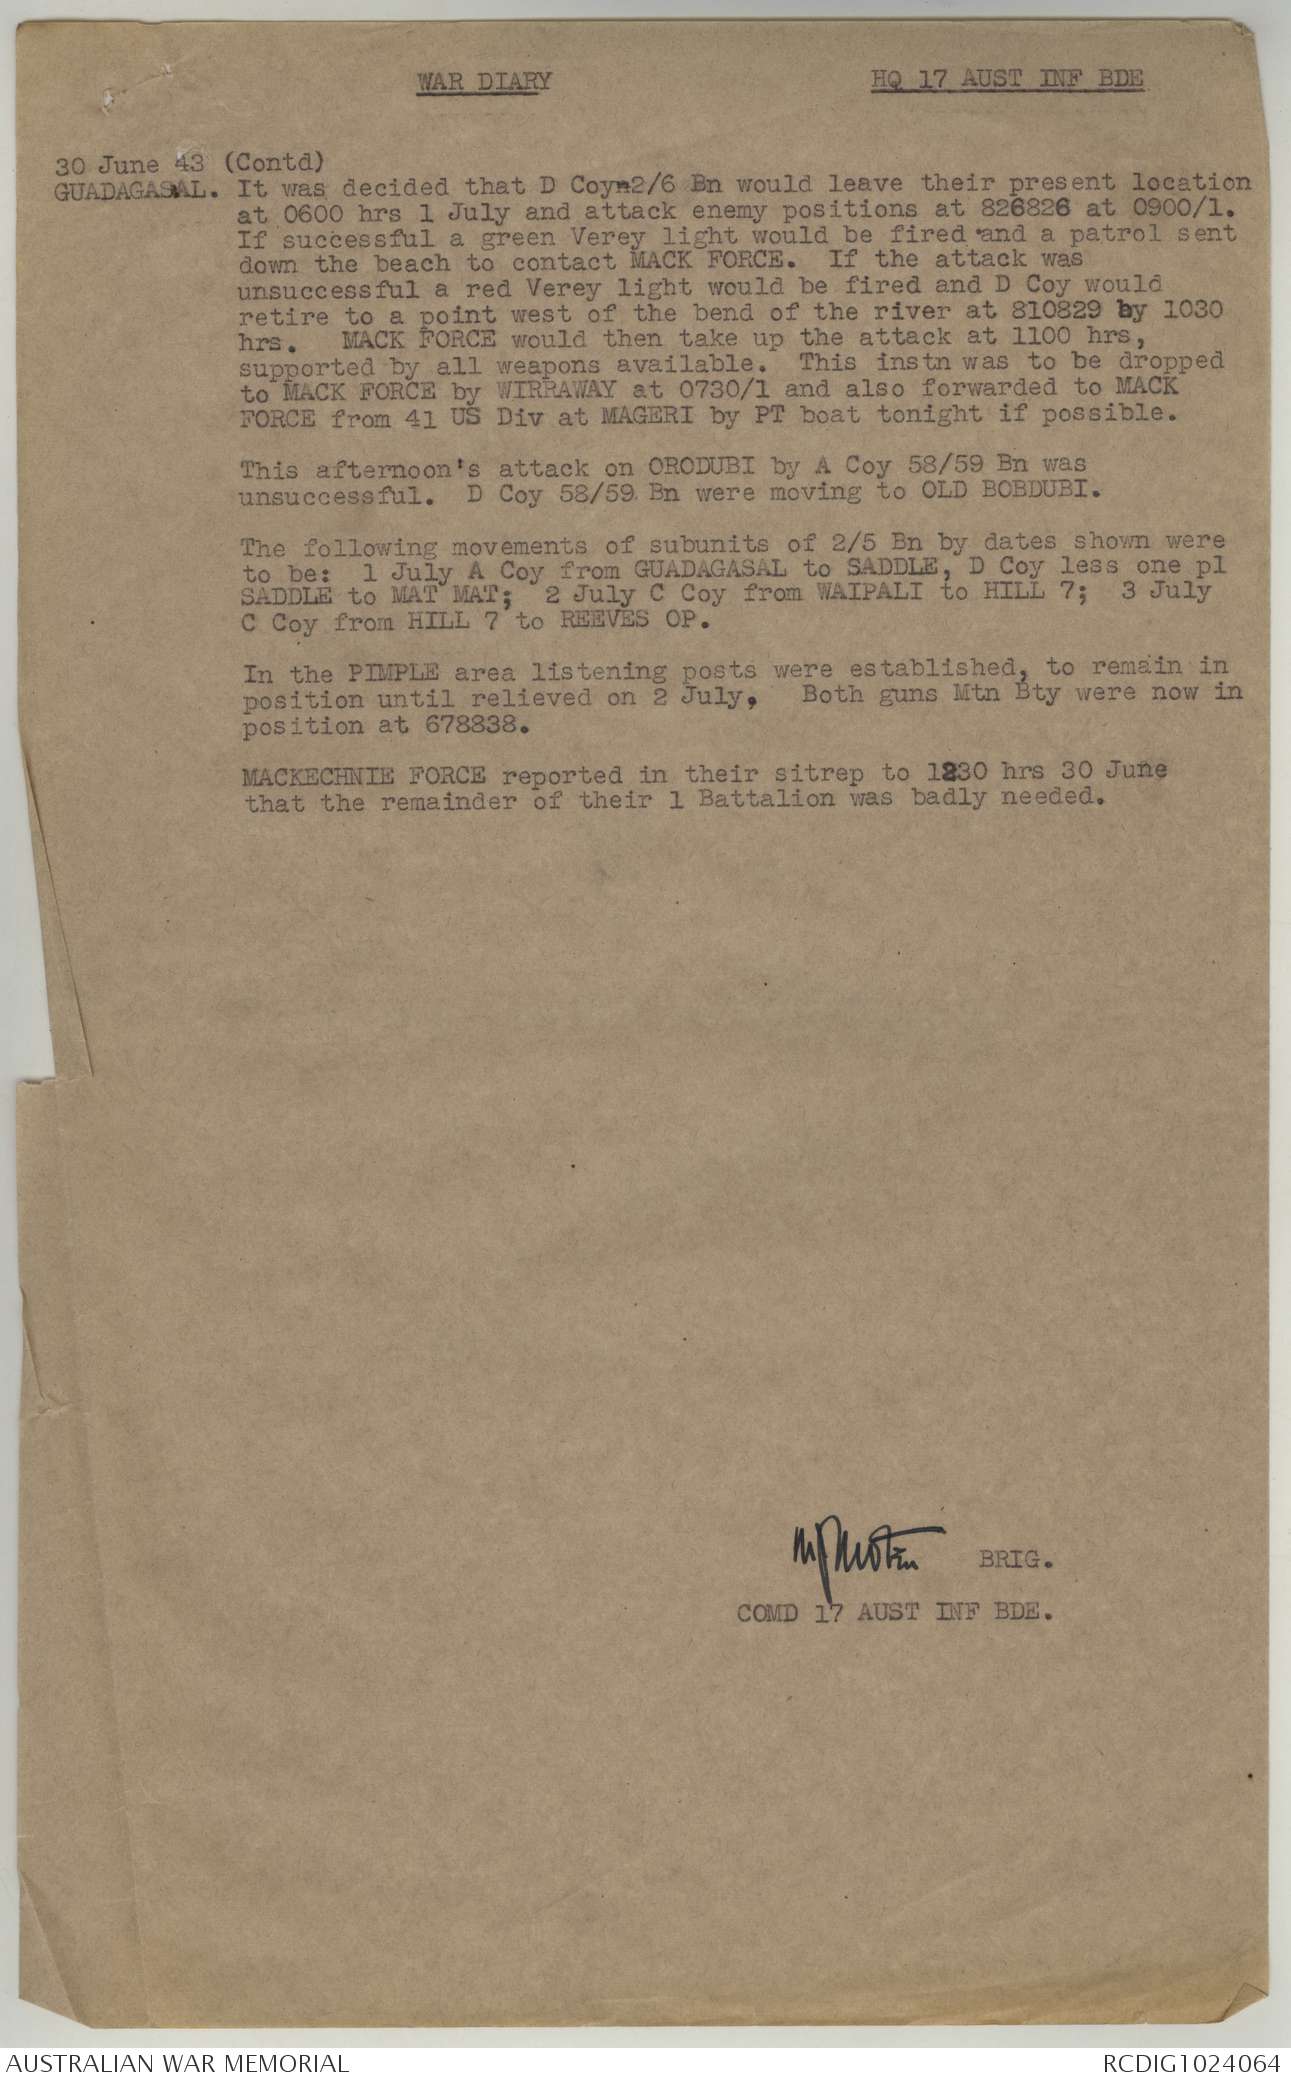 WAR DIARY HQ 17 AUST INF BDE
30 June 43 (Contd)
GUADAGASAL. It was decided that D Coy 2/6 Bn would leave their present location
at 0600 hrs 1 July and attack enemy positions at 826826 at 0900/1.
If successful a green Verey light would be fired and a patrol sent
down the beach to contact MACK FORCE. If the attack was
unsuccessful a red Verey light would be fired and D Coy would
retire to a point west of the bend of the river at 810829 by 1030
hrs. MACK FORCE would then take up the attack at 1100 hrs,
supported by all weapons available. This instn was to be dropped
to MACK FORCE by WIRRAWAY at 0730/1 and also forwarded to MACK
FORCE from 41 US Div at MAGERI by PT boat tonight if possible.
This afternoon's attack on ORODUBI by A Coy 58/59 Bn was
unsuccessful. D Coy 58/59 Bn were moving to OLD BOBDUBI.
The following movements of subunits of 2/5 Bn by dates shown were
to be: 1 July A Coy from GUADAGASAL to SADDLE, D Coy less one pl
SADDLE to MAT MAT; 2 July C Coy from WAIPALI to HILL 7; 3 July
C Coy from HILL 7 to REEVES OP.
In the PIMPLE area listening posts were established, to remain in
position until relieved on 2 July, Both guns Mtn Bty were now in
position at 678838.
MACKECHNIE FORCE reported in their sitrep to 1230 hrs 30 June
that the remainder of their 1 Battalion was badly needed.
BRIG.
COMD 17 AUST INF BDE.
AUSTRALIAN WAR MEMORIAL RCDIG1024064